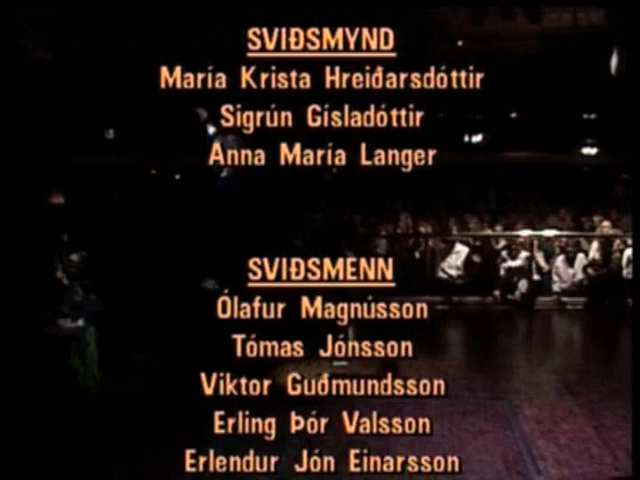 SVIÐSMYND
María Krista Hreiðarsdóttir
Sigrún Gísladóttir
Anna María Langer
SVIÐSMENN
Ólafur Magnússon
Tómas Jónsson
Viktor Guðmundsson
Erling Þór Valsson
Erlendur Jón Einarsson